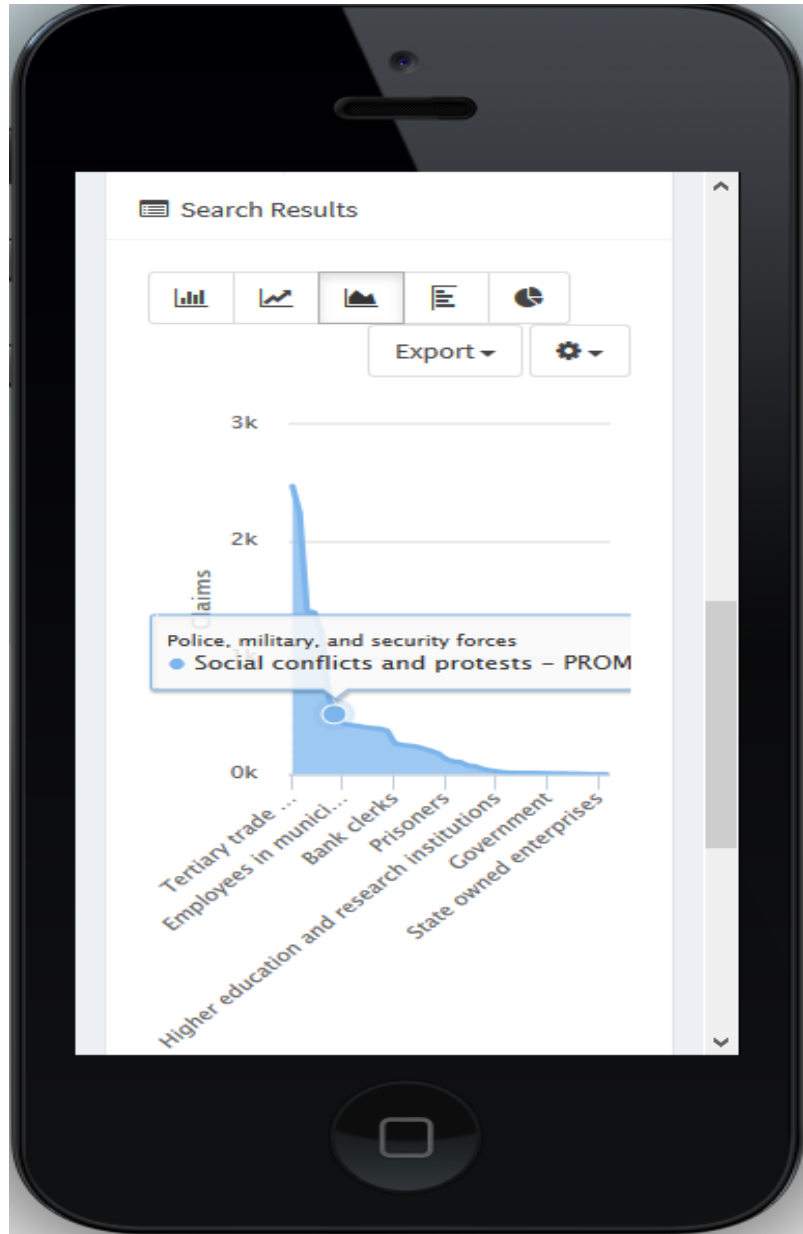 Search Results
Export
3k
2k
Claims
Police, military, and security forces
Social conflicts and protests – PROM
1k
0k
Tertiary trade ...
Employees in munici...
Bank clerks
Prisoners
Higher education and research institutions
Government
State owned enterprises